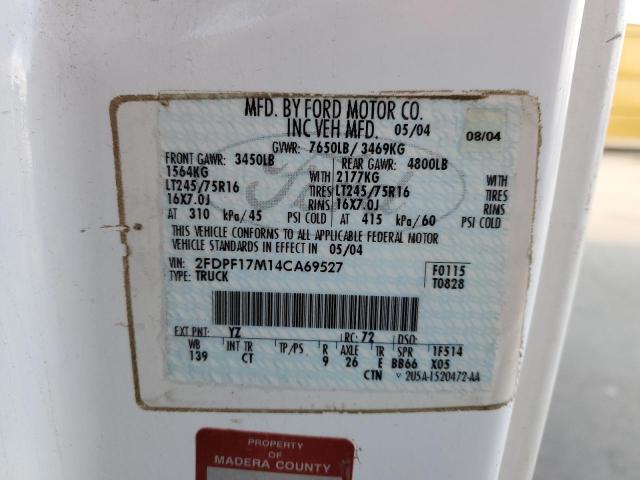 MFD. BY FORD MOTOR CO.
INC VEH MFD. 05/04 08/04
GVWR: 7650LB/ 3469KG
FRONT GAWR: 3450LB REAR GAWR: 4800LB
1564KG WITH 2177KG WITH
LT245/75R16 TIRES LT245/75R16 TIRES
16X7.0J RIMS 16X7.0J RIMS
AT 310 kPa/45 PSI COLD AT 415 kPa/60 PSI COLD
THIS VEHICLE CONFORMS TO ALL APPLICABLE FEDERAL MOTOR
VEHICLE STANDARDS IN EFFECT IN 05/04
VIN: 2FDPF17M14CA69527 F0115
TYPE: TRUCK T0828
EXT PNT: YZ RC: 72 DSO:
WB INT TR TP/PS R AXLE TR SPR 1F514
139 CT 9 26 E BB66 X05
CTN 2U5A-1520472-AA
PROPERTY
OF
MADERA COUNTY